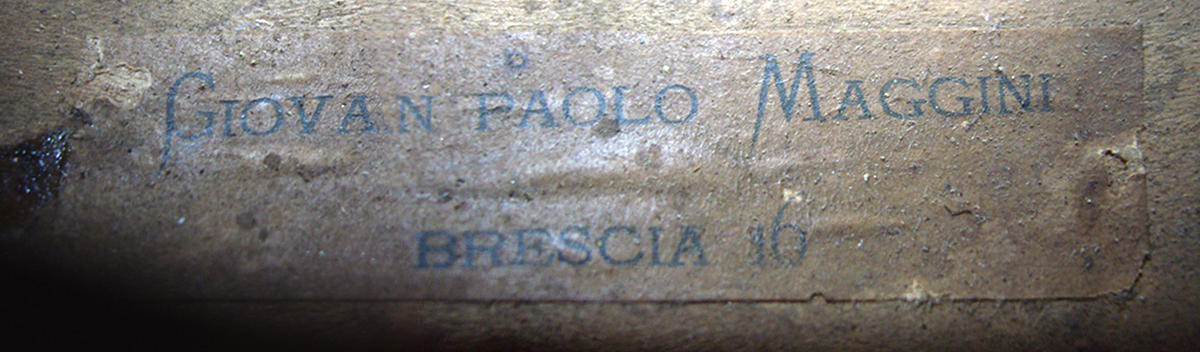 GIOVAN PAOLO MAGGINI
BRESCIA 16